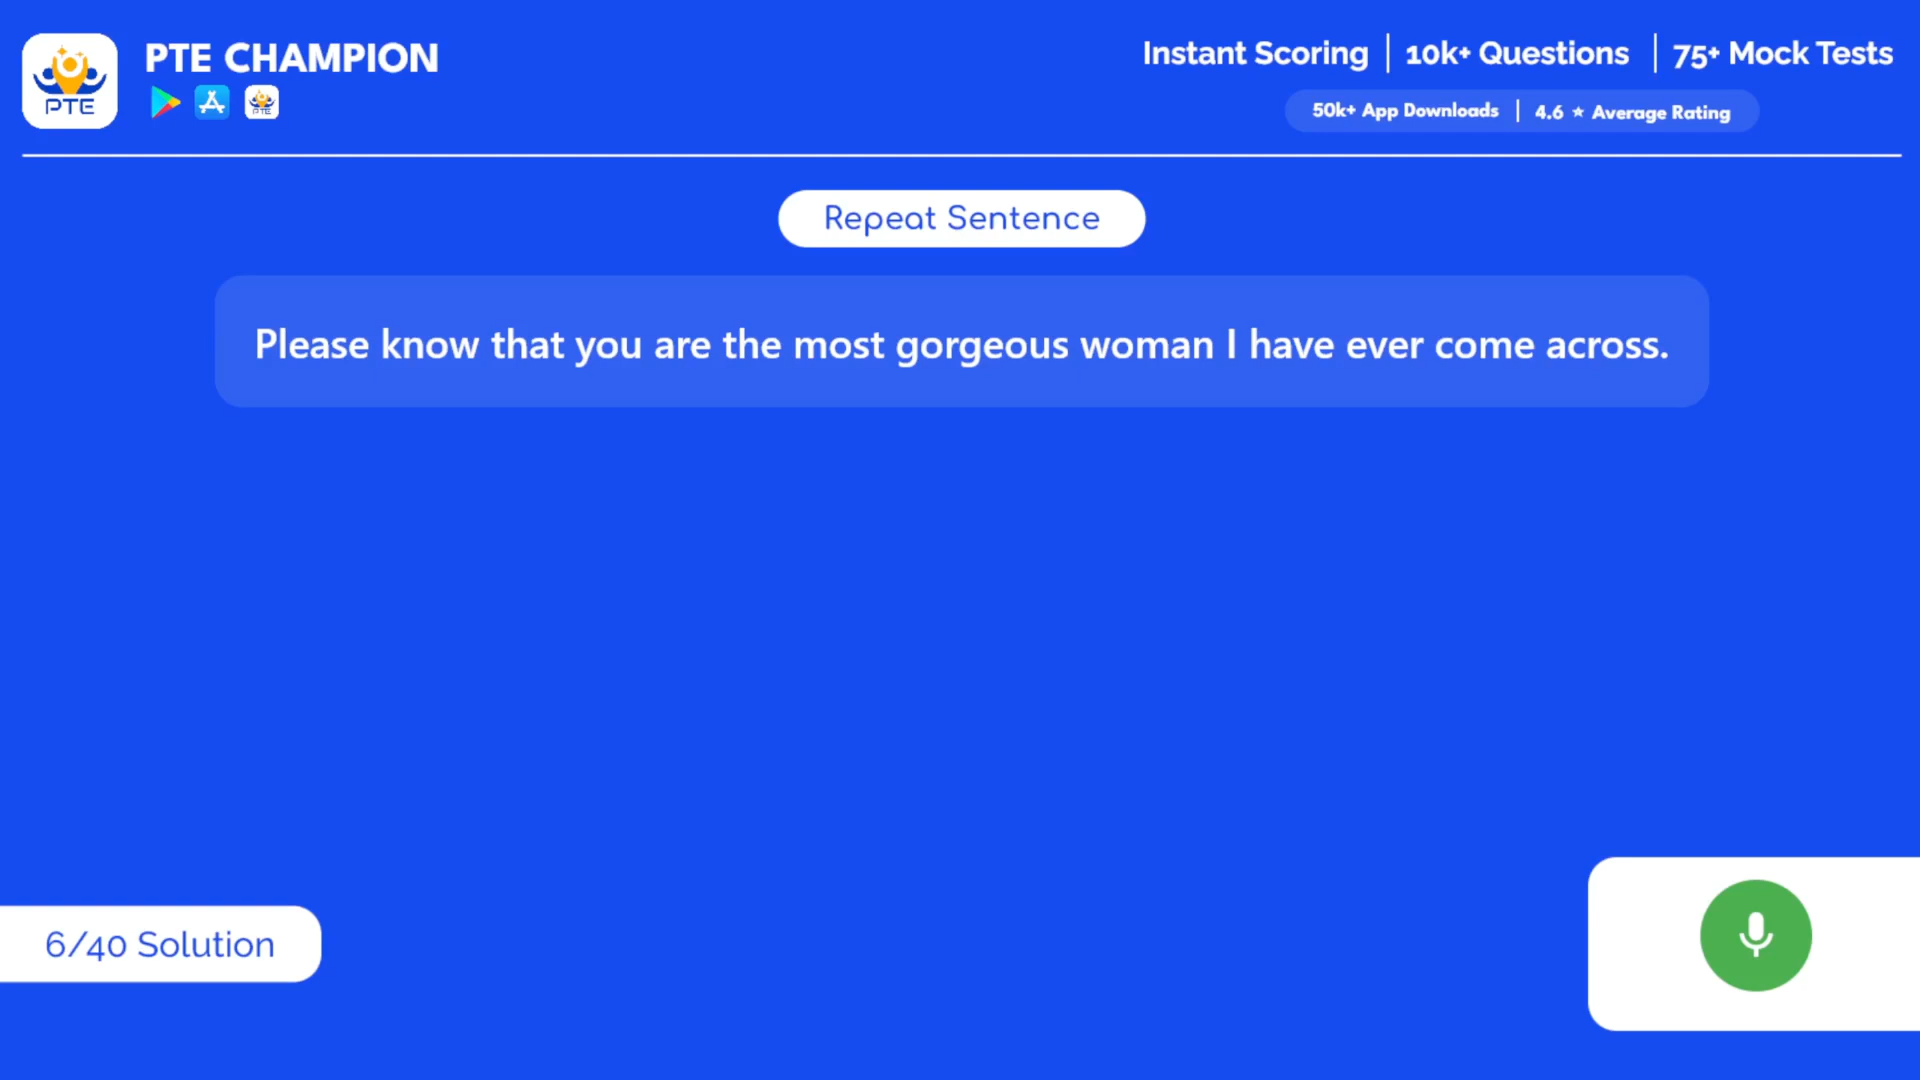 PTE CHAMPION
PTE
PTE
Instant Scoring | 10k+ Questions | 75+ Mock Tests
50k+ App Downloads | 4.6 ★ Average Rating
Repeat Sentence
Please know that you are the most gorgeous woman I have ever come across.
6/40 Solution